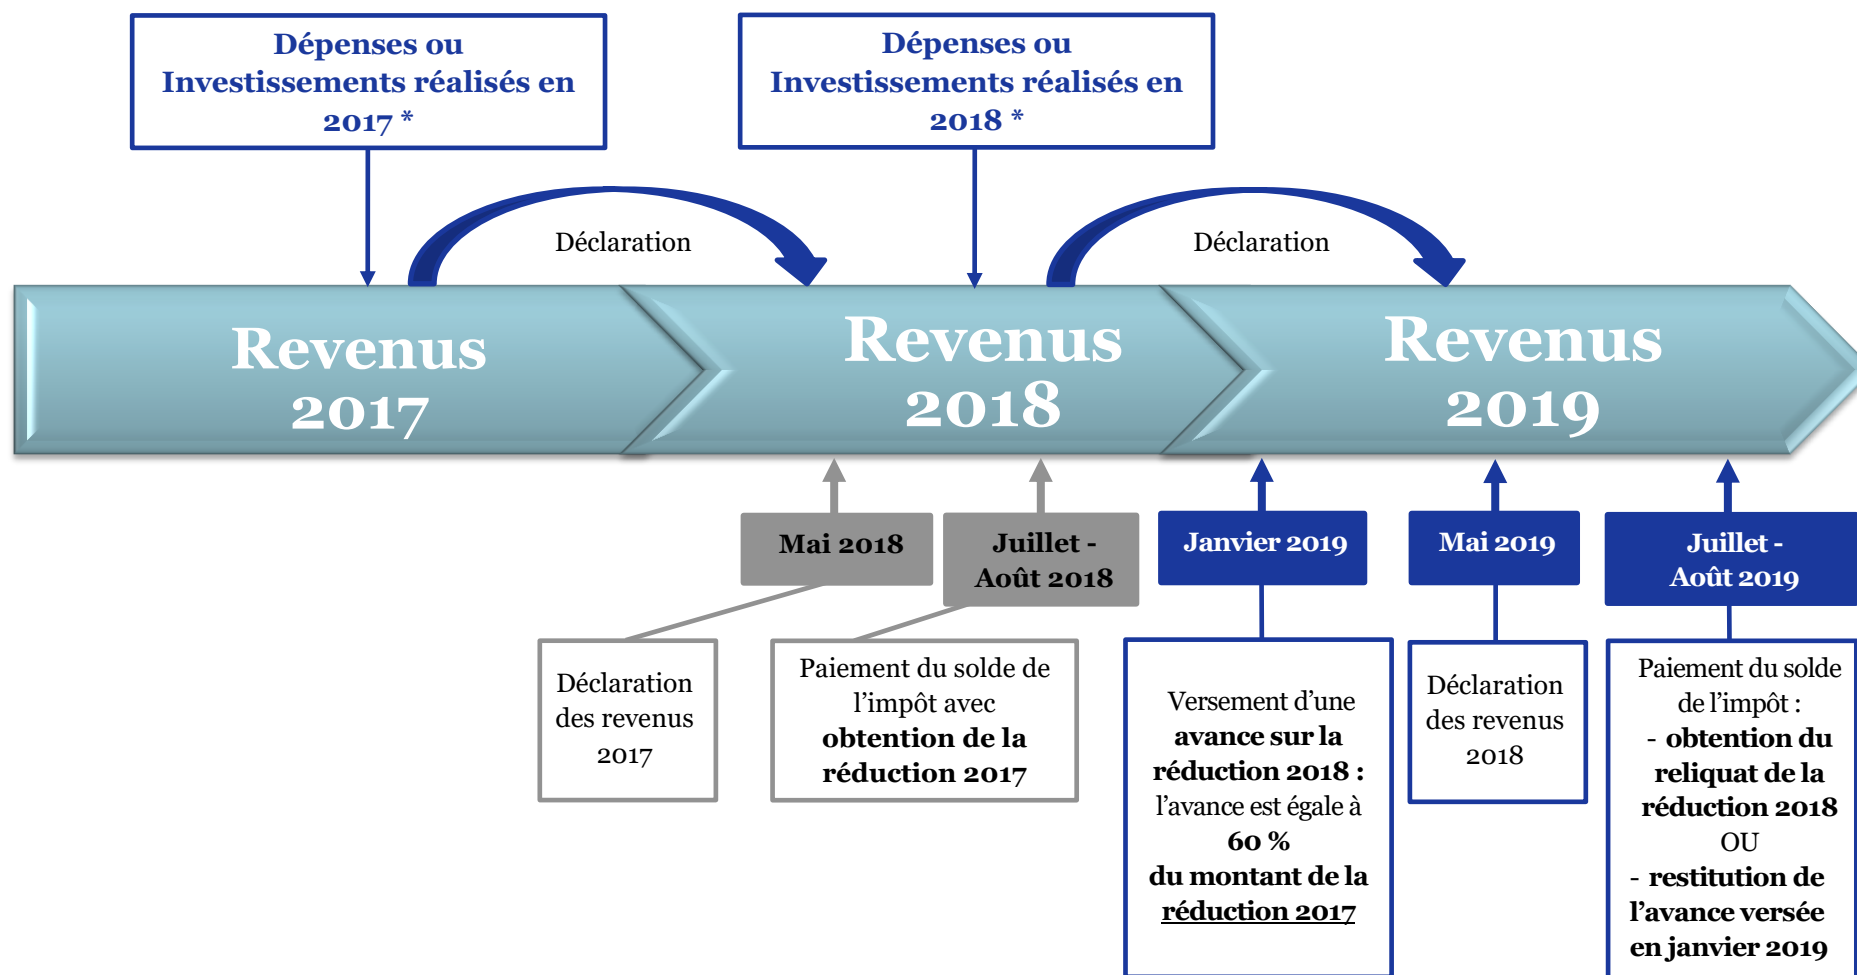 Dépenses ou
Investissements réalisés en
2017 *
Dépenses ou
Investissements réalisés en
2018 *
Déclaration
Déclaration
Revenus
2017
Revenus
2018
Revenus
2019
Mai 2018
Juillet -
Août 2018
Janvier 2019
Mai 2019
Juillet -
Août 2019
Déclaration
des revenus
2017
Paiement du solde de
l’impôt avec
obtention de la
réduction 2017
Versement d’une
avance sur la
réduction 2018 :
l’avance est égale à
60 %
du montant de la
réduction 2017
Déclaration
des revenus
2018
Paiement du solde
de l’impôt :
- obtention du
reliquat de la
réduction 2018
OU
- restitution de
l’avance versée
en janvier 2019